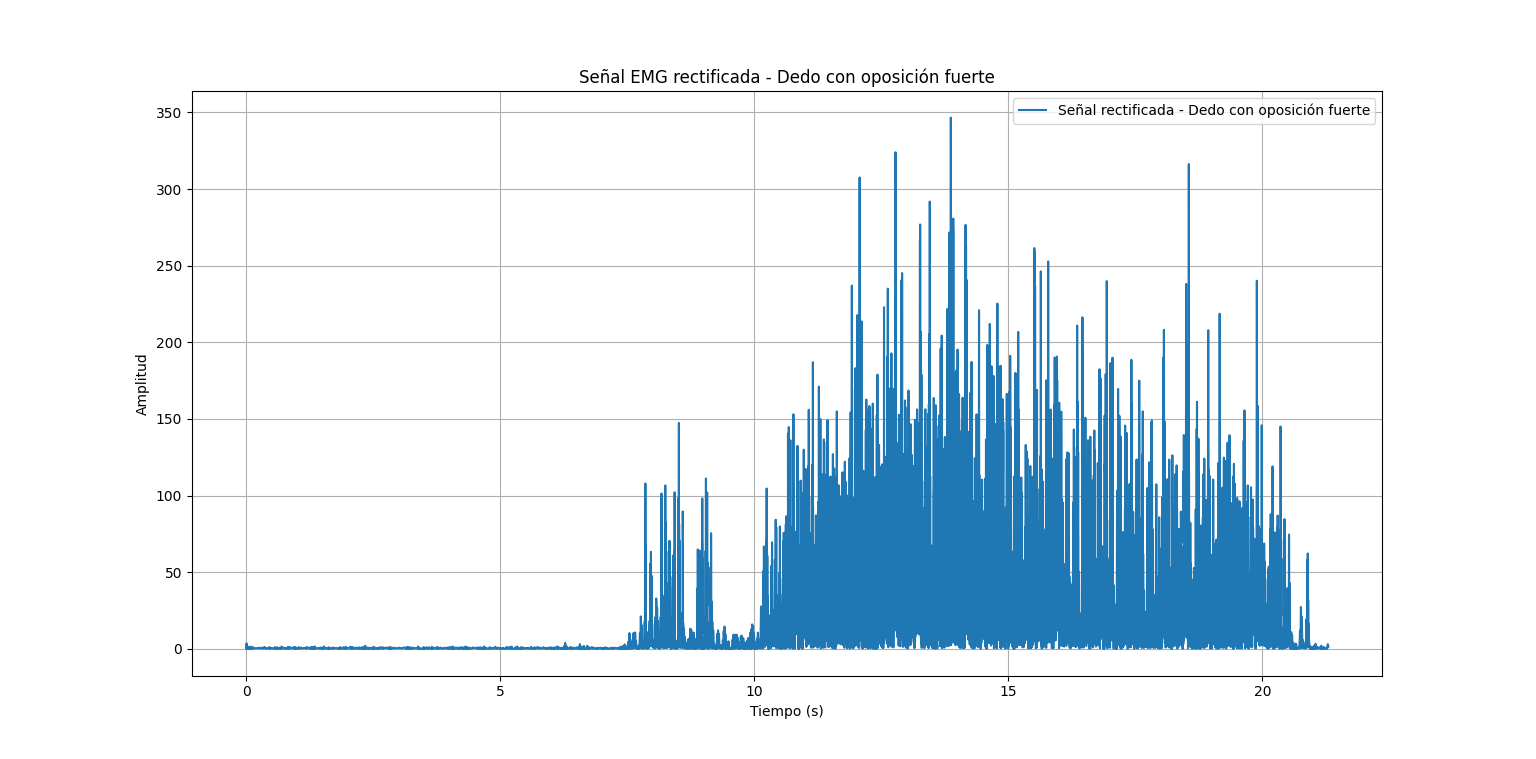 Señal EMG rectificada - Dedo con oposición fuerte
Señal rectificada - Dedo con oposición fuerte
350
300
250
200
150
100
50
0
Amplitud
0 5 10 15 20
Tiempo (s)